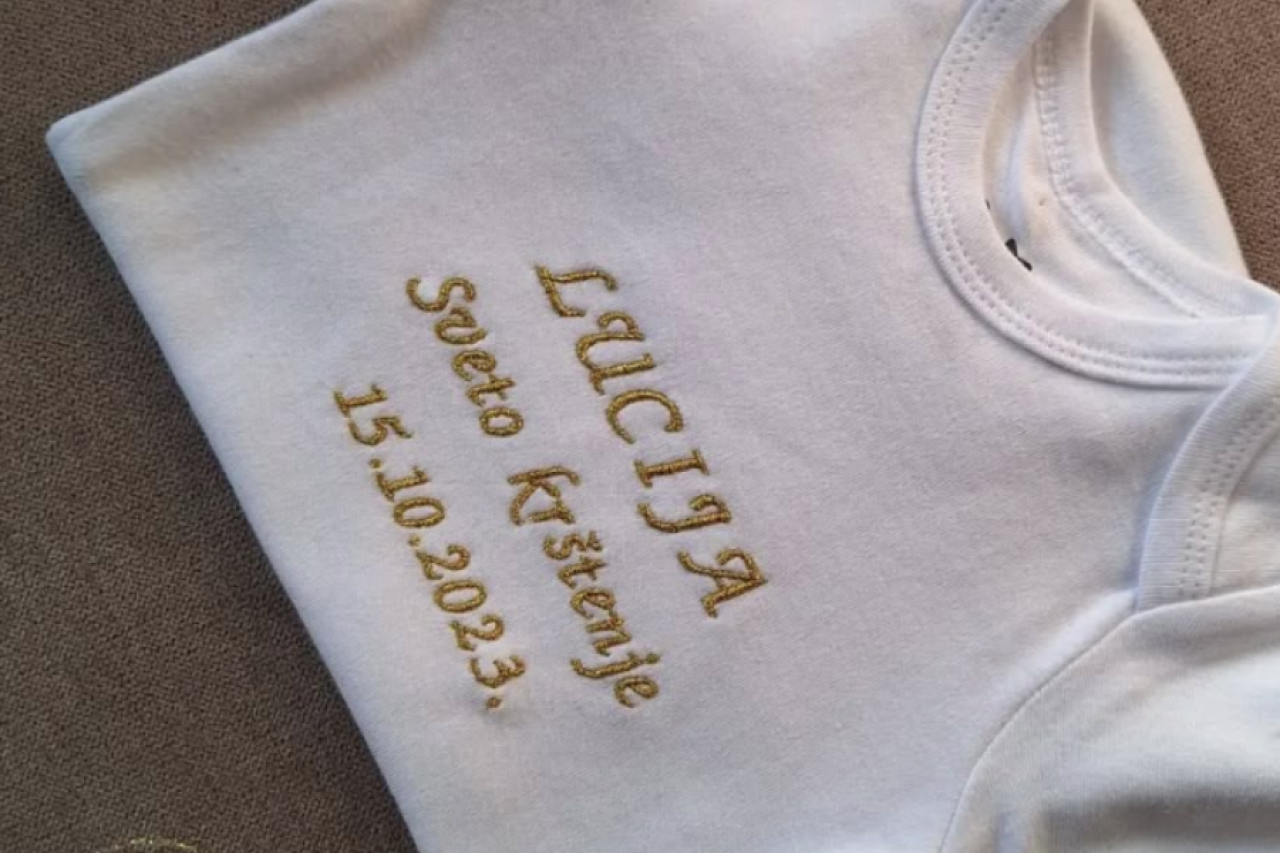 LUCIJA
Sveto Krštenje
15.10.2023.